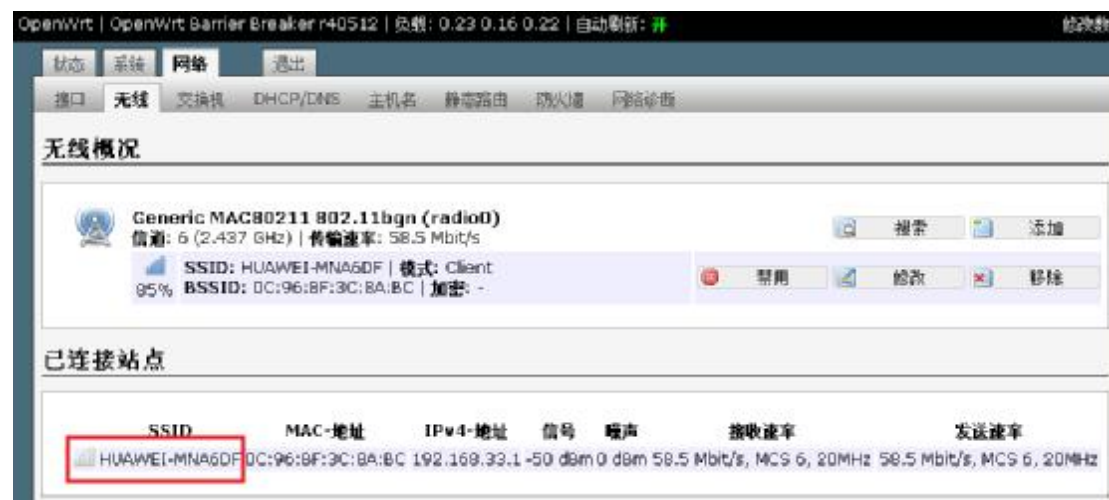 OpenWrt | OpenWrt Barrier Breaker r40512 | 负载: 0.23 0.16 0.22 | 自动刷新: 开 修改数
状态 系统 网络 退出
接口 无线 交换机 DHCP/DNS 主机名 静态路由 防火墙 网络诊断
无线概况
Generic MAC80211 802.11bgn (radio0)
信道: 6 (2.437 GHz) | 传输速率: 58.5 Mbit/s
搜索 添加
SSID: HUAWEI-MNA6DF | 模式: Client
85% BSSID: 0C:96:BF:3C:8A:BC | 加密: -
禁用 修改 移除
已连接站点
SSID MAC-地址 IPv4-地址 信号 噪声 接收速率 发送速率
HUAWEI-MNA6DF 0C:96:BF:3C:8A:BC 192.168.33.1 -50 dBm 0 dBm 58.5 Mbit/s, MCS 6, 20MHz 58.5 Mbit/s, MCS 6, 20MHz